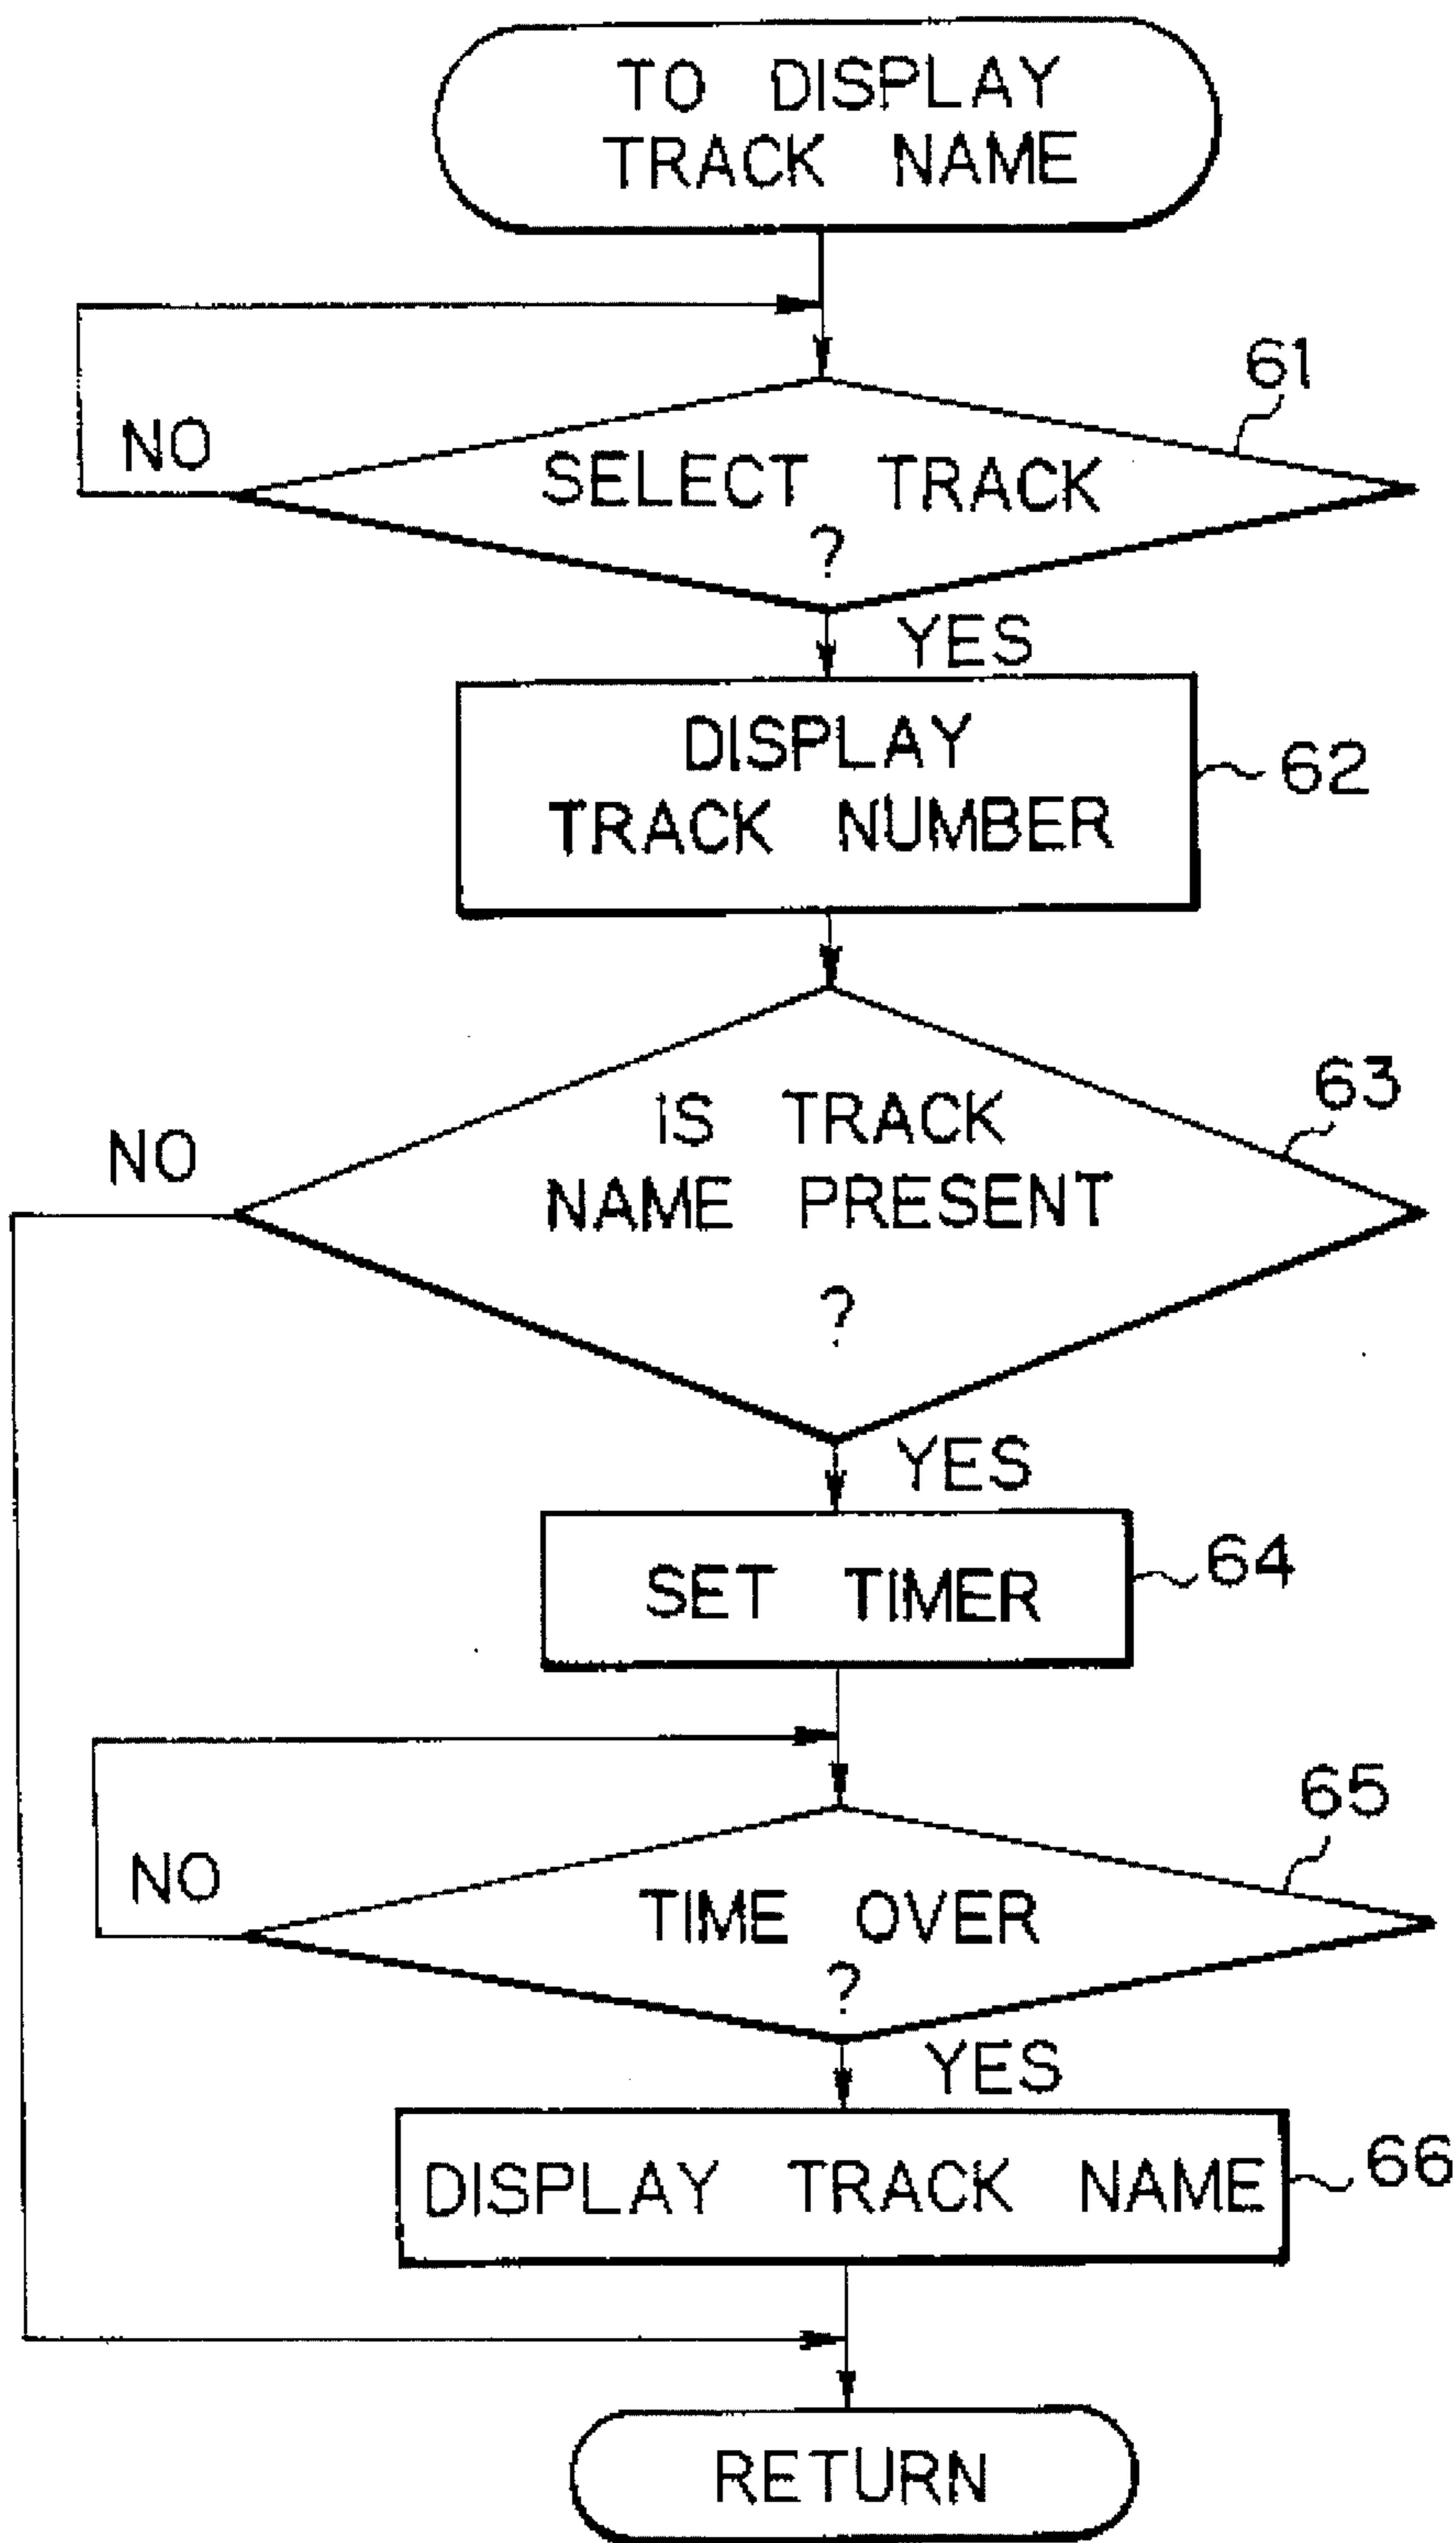 TO DISPLAY
TRACK NAME
61
NO
SELECT TRACK
?
YES
DISPLAY
TRACK NUMBER
62
63
NO
IS TRACK
NAME PRESENT
?
YES
SET TIMER
64
65
NO
TIME OVER
?
YES
DISPLAY TRACK NAME
66
RETURN